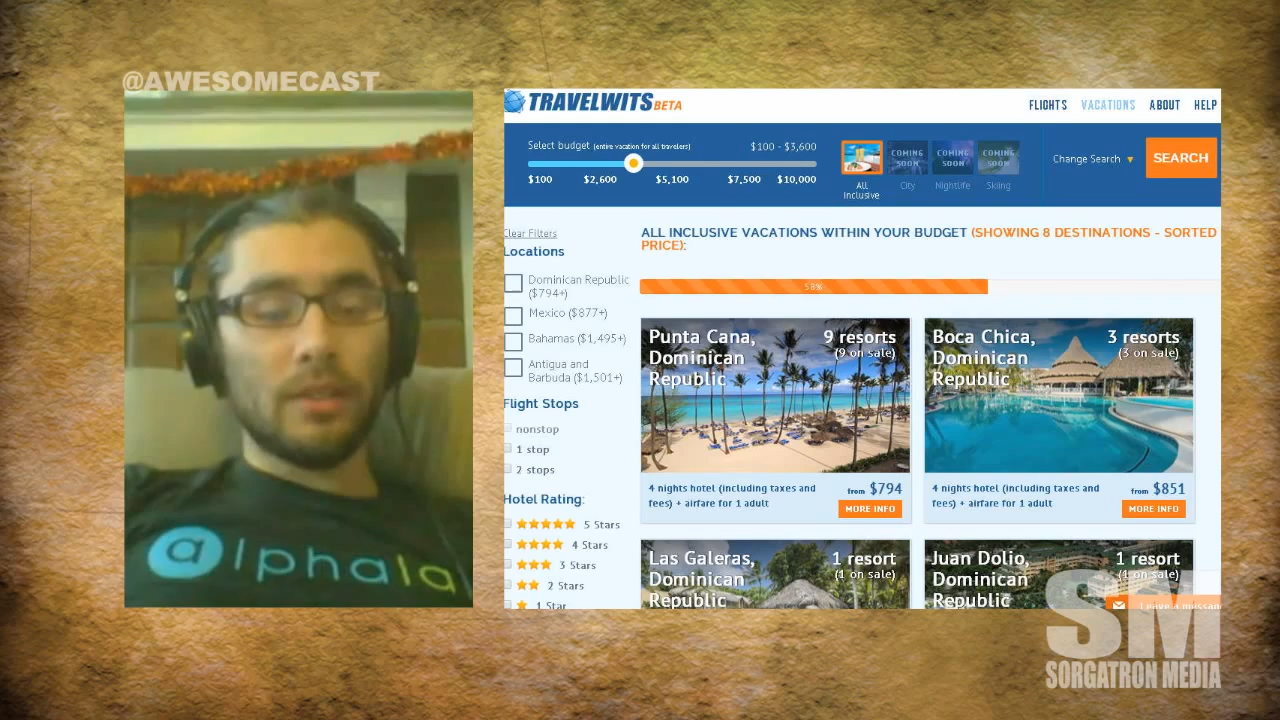 @AWESOMECAST
TRAVELWITS BETA
FLIGHTS VACATIONS ABOUT HELP
Select budget (entire vacation for all travelers) $100 - $3,600
$100 $2,600 $5,100 $7,500 $10,000
COMING SOON COMING SOON COMING SOON
All Inclusive City Nightlife Skiing
Change Search ▼ SEARCH
Clear Filters
Locations
Dominican Republic
($794+)
Mexico ($877+)
Bahamas ($1,495+)
Antigua and
Barbuda ($1,501+)
Flight Stops
nonstop
1 stop
2 stops
Hotel Rating:
5 Stars
4 Stars
3 Stars
2 Stars
1 Star
ALL INCLUSIVE VACATIONS WITHIN YOUR BUDGET (SHOWING 8 DESTINATIONS - SORTED
PRICE):
58%
Punta Cana,
Dominican
Republic
9 resorts
(9 on sale)
4 nights hotel (including taxes and
fees) + airfare for 1 adult
from $794
MORE INFO
Boca Chica,
Dominican
Republic
3 resorts
(3 on sale)
4 nights hotel (including taxes and
fees) + airfare for 1 adult
from $851
MORE INFO
Las Galeras,
Dominican
Republic
1 resort
(1 on sale)
Juan Dolio,
Dominican
Republic
1 resort
(1 on sale)
Leave a messag
alphala
SM
SORGATRON MEDIA